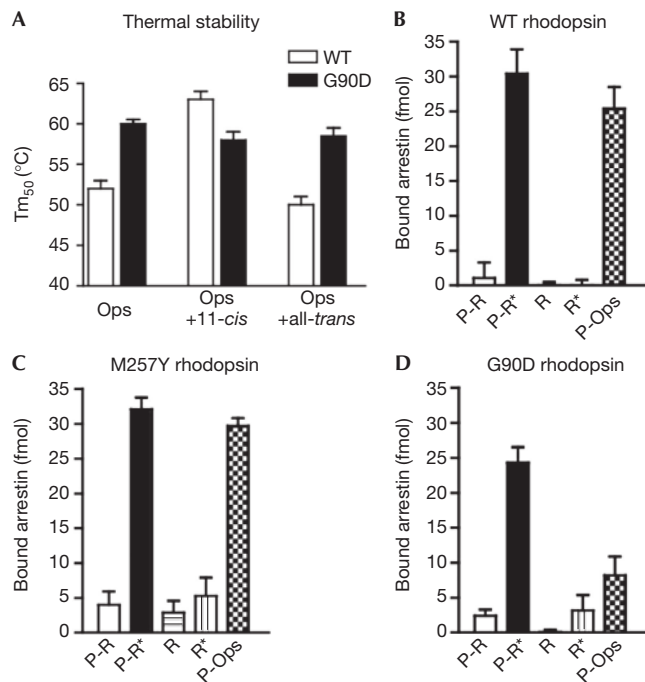 A Thermal stability
WT
G90D
Tm50 (°C)
65
60
55
50
45
40
Ops
Ops
+11-cis
Ops
+all-trans
B WT rhodopsin
Bound arrestin (fmol)
35
30
25
20
15
10
5
0
P-R
P-R*
R
R*
P-Ops
C M257Y rhodopsin
Bound arrestin (fmol)
35
30
25
20
15
10
5
0
P-R
P-R*
R
R*
P-Ops
D G90D rhodopsin
Bound arrestin (fmol)
35
30
25
20
15
10
5
0
P-R
P-R*
R
R*
P-Ops